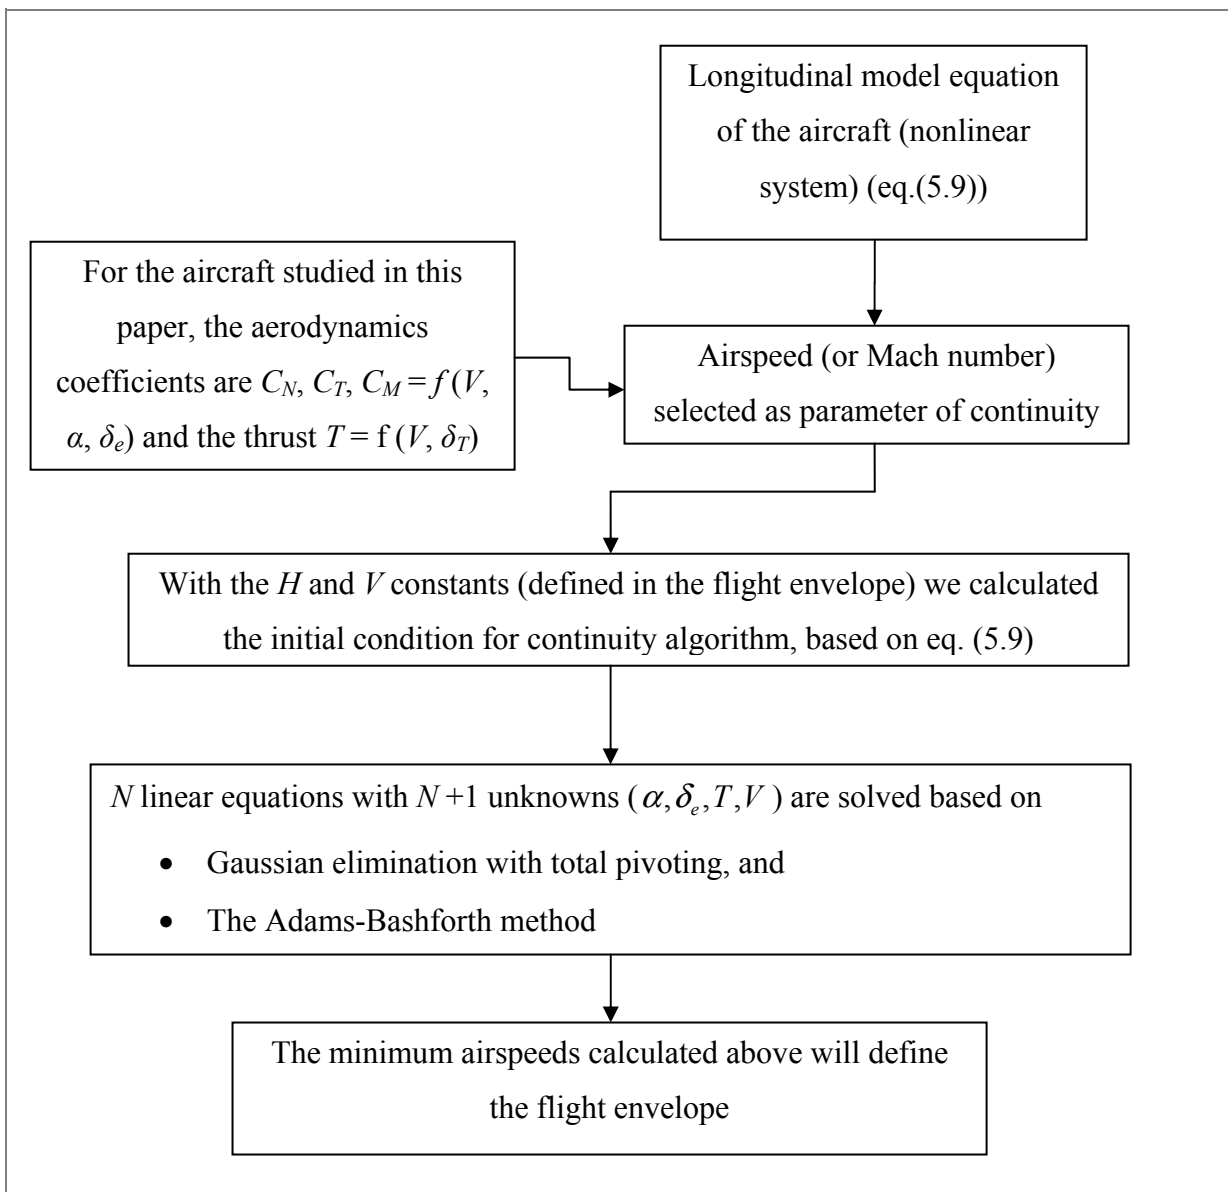 Longitudinal model equation
of the aircraft (nonlinear
system) (eq.(5.9))
For the aircraft studied in this
paper, the aerodynamics
coefficients are C_N, C_T, C_M = f (V,
α, δ_e) and the thrust T = f (V, δ_T)
Airspeed (or Mach number)
selected as parameter of continuity
With the H and V constants (defined in the flight envelope) we calculated
the initial condition for continuity algorithm, based on eq. (5.9)
N linear equations with N +1 unknowns ( α, δ_e, T, V ) are solved based on
• Gaussian elimination with total pivoting, and
• The Adams-Bashforth method
The minimum airspeeds calculated above will define
the flight envelope